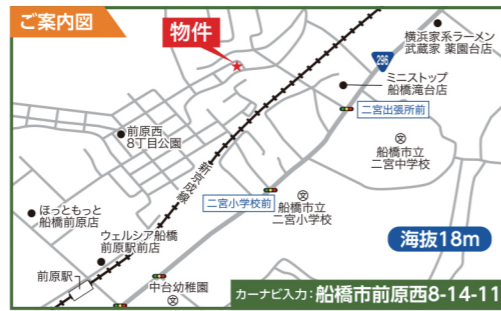 ご案内図
物件
296
横浜家系ラーメン
武蔵家 薬園台店
ミニストップ
船橋滝台店
二宮出張所前
前原西
8丁目公園
船橋市立
二宮中学校
新京成線
二宮小学校前
船橋市立
二宮小学校
ほっともっと
船橋前原店
ウェルシア船橋
前原駅前店
海抜18m
前原駅
中台幼稚園
カーナビ入力：船橋市前原西8-14-11